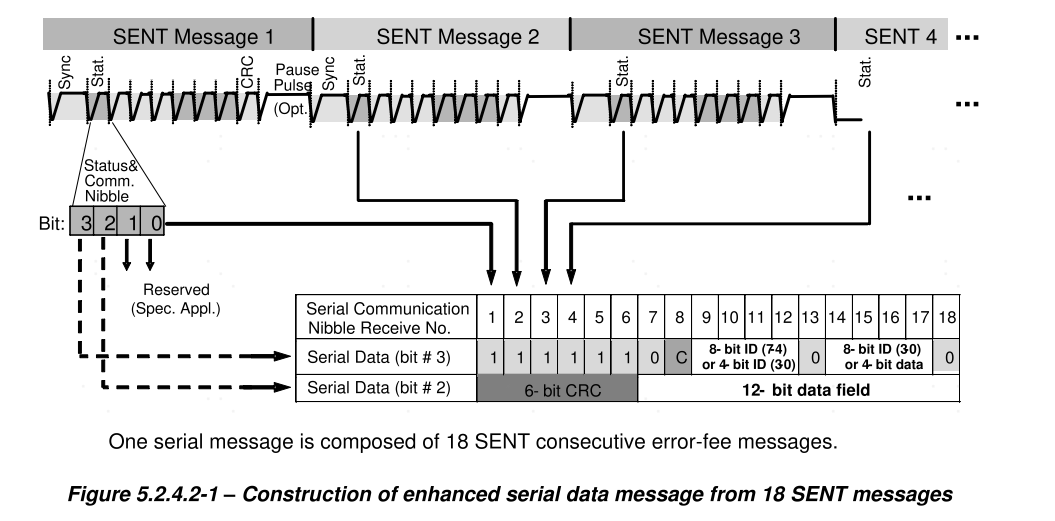 SENT Message 1
SENT Message 2
SENT Message 3
SENT 4
...
Sync
Stat.
CRC
Pause
Pulse
(Opt.
Sync
Stat.
Stat.
Stat.
...
Status&
Comm.
Nibble
...
Bit: 3 2 1 0
Reserved
(Spec. Appl.)
Serial Communication
Nibble Receive No.
1 2 3 4 5 6 7 8 9 10 11 12 13 14 15 16 17 18
Serial Data (bit # 3)
1 1 1 1 1 1 0 C
8- bit ID (74)
or 4- bit ID (30)
0
8- bit ID (30)
or 4- bit data
0
Serial Data (bit # 2)
6- bit CRC
12- bit data field
One serial message is composed of 18 SENT consecutive error-fee messages.
Figure 5.2.4.2-1 – Construction of enhanced serial data message from 18 SENT messages